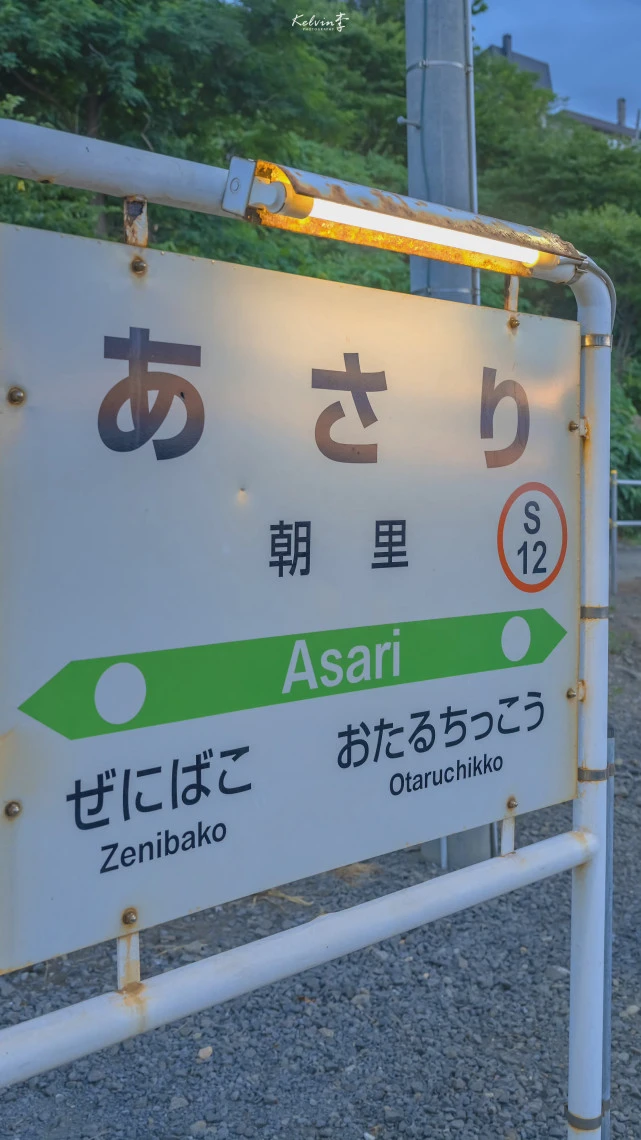 Kelvin李
PHOTOGRAPHY
あさり
朝里
S
12
Asari
ぜにばこ
Zenibako
おたるちっこう
Otaruchikko